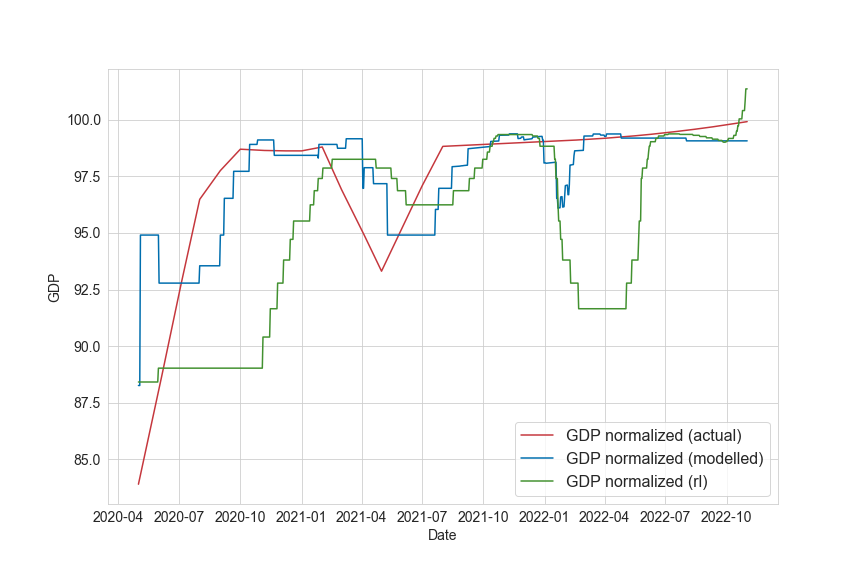 100.0
97.5
95.0
92.5
90.0
87.5
85.0
GDP
GDP normalized (actual)
GDP normalized (modelled)
GDP normalized (rl)
2020-04 2020-07 2020-10 2021-01 2021-04 2021-07 2021-10 2022-01 2022-04 2022-07 2022-10
Date